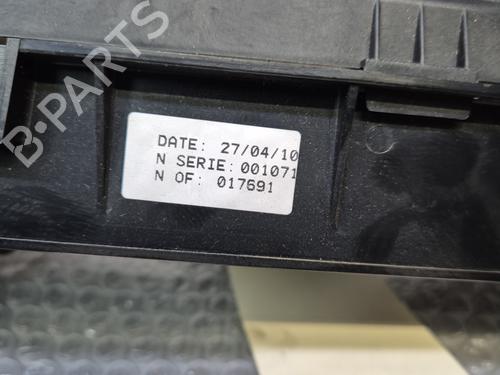 B-PARTS
DATE: 27/04/10
N SERIE: 001071
N OF: 017691